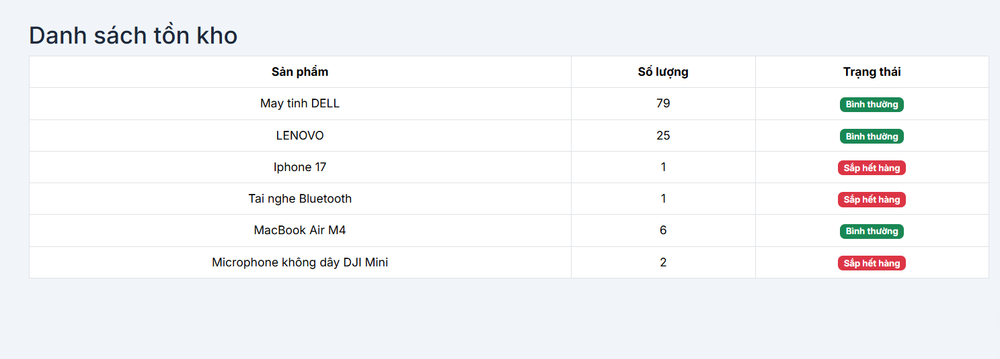 Danh sách tồn kho
Sản phẩm Số lượng Trạng thái
May tinh DELL 79 Bình thường
LENOVO 25 Bình thường
Iphone 17 1 Sắp hết hàng
Tai nghe Bluetooth 1 Sắp hết hàng
MacBook Air M4 6 Bình thường
Microphone không dây DJI Mini 2 Sắp hết hàng